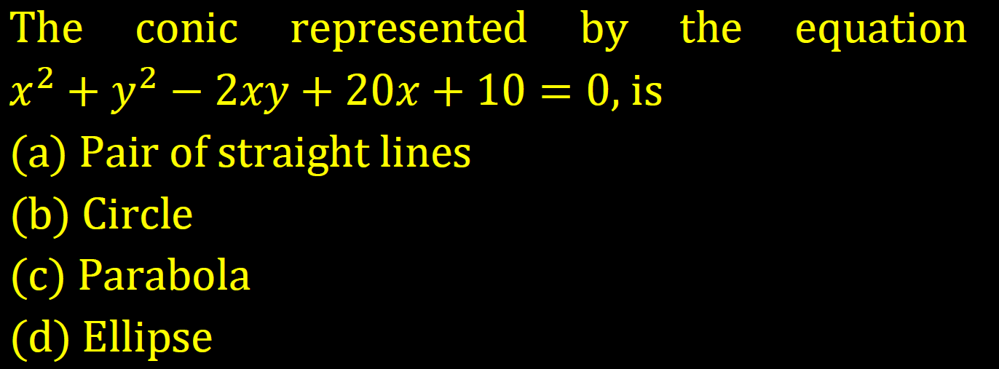 The conic represented by the equation
x² + y² − 2xy + 20x + 10 = 0, is
(a) Pair of straight lines
(b) Circle
(c) Parabola
(d) Ellipse